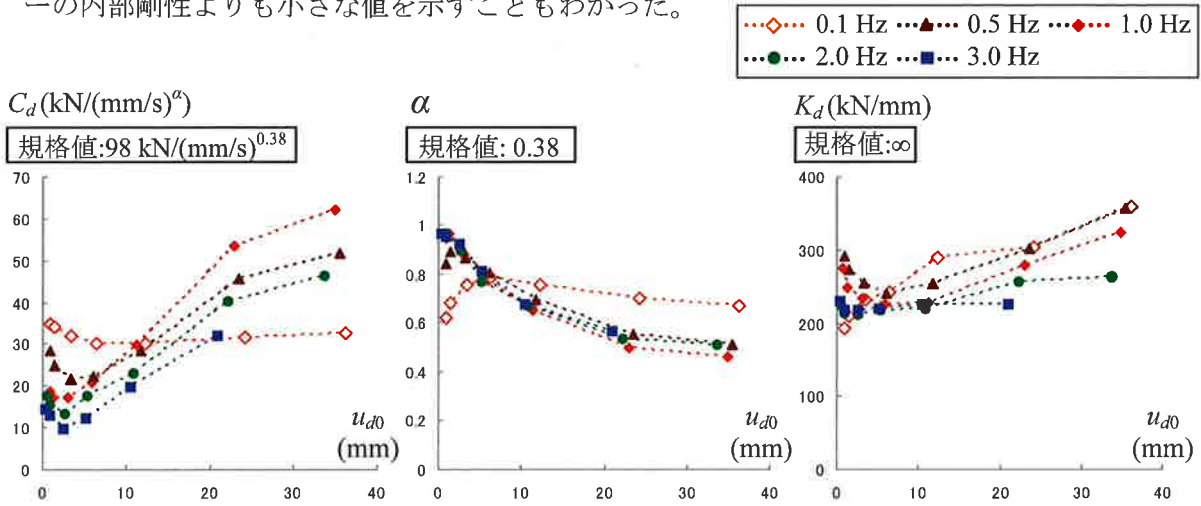 ーの内部剛性よりも小さな値を示すこともわかった。
0.1 Hz 0.5 Hz 1.0 Hz
2.0 Hz 3.0 Hz
C_d (kN/(mm/s)^α)
規格値:98 kN/(mm/s)^0.38
70
60
50
40
30
20
10
0
0 10 20 30 40
u_d0
(mm)
α
規格値: 0.38
1.2
1
0.8
0.6
0.4
0.2
0
0 10 20 30 40
u_d0
(mm)
K_d (kN/mm)
規格値:∞
400
300
200
100
0
0 10 20 30 40
u_d0
(mm)